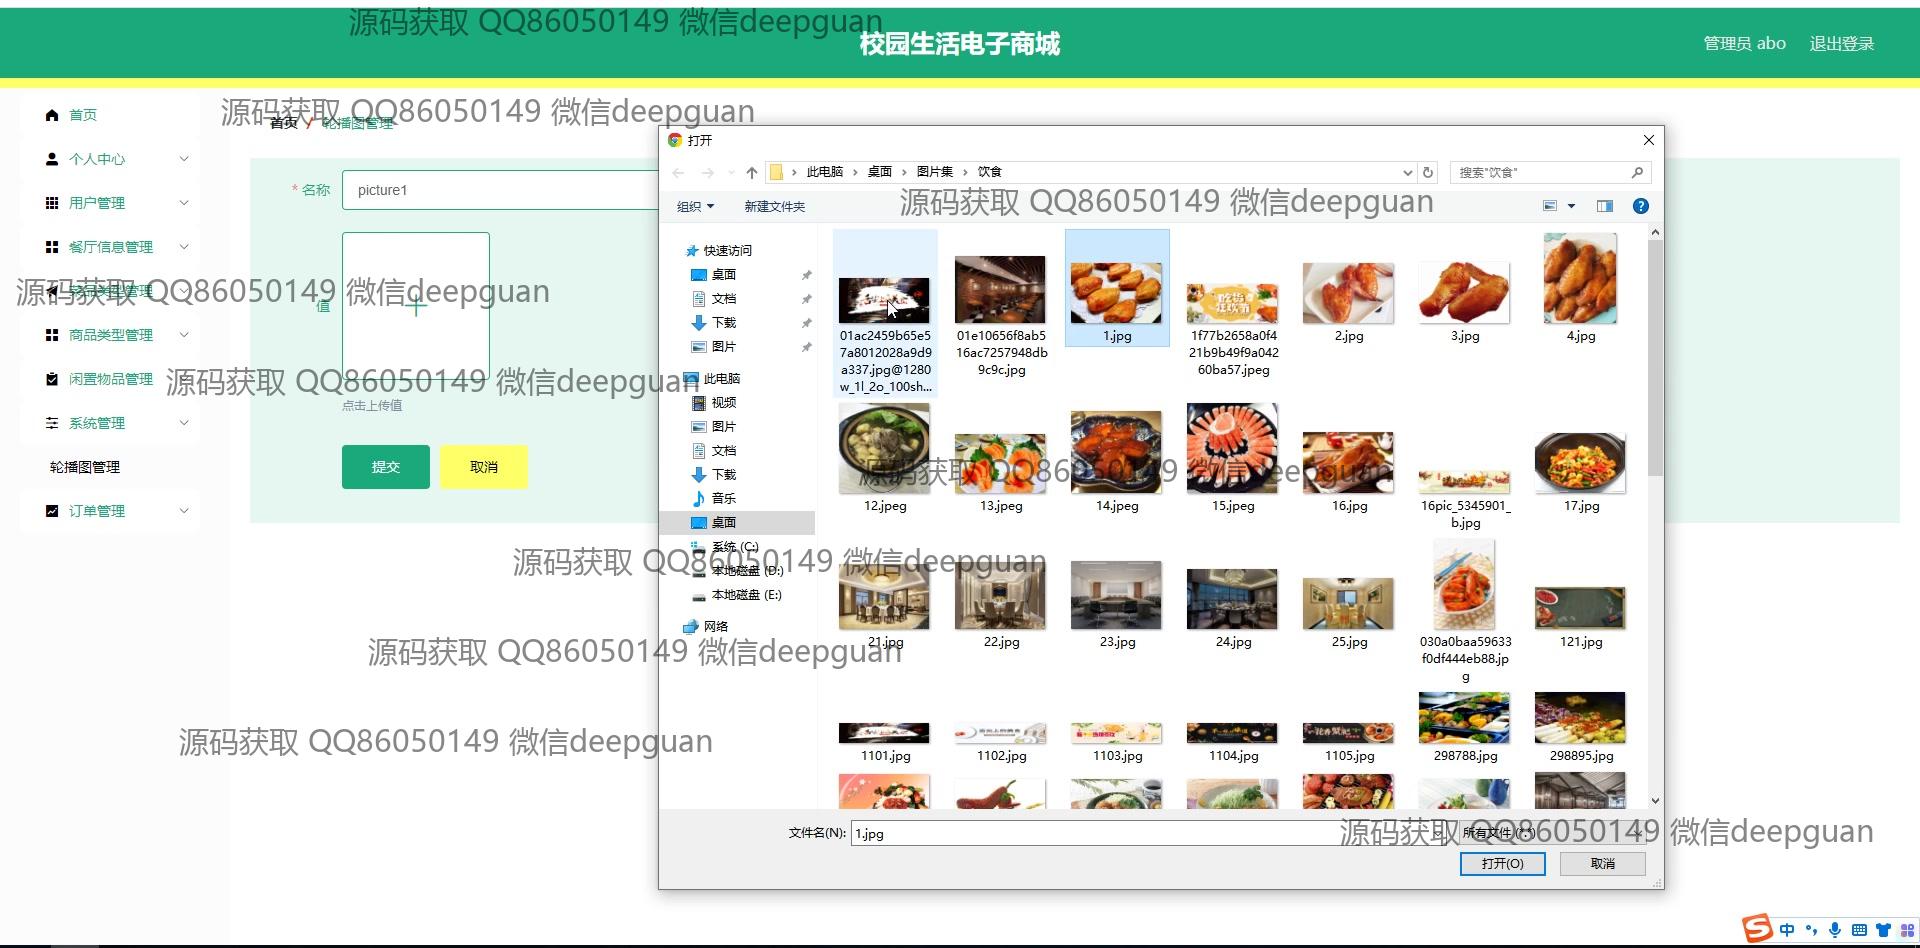 源码获取 QQ86050149 微信deepguan
校园生活电子商城
管理员 abo
退出登录
源码获取 QQ86050149 微信deepguan
首页 / 轮播图管理
首页
个人中心
用户管理
餐厅信息管理
源码获取 QQ86050149 微信deepguan
商品类型管理
闲置物品管理
系统管理
轮播图管理
订单管理
* 名称
picture1
值
源码获取 QQ86050149 微信deepguan
点击上传值
提交
取消
打开
此电脑 › 桌面 › 图片集 › 饮食
搜索"饮食"
组织
新建文件夹
源码获取 QQ86050149 微信deepguan
快速访问
桌面
文档
下载
图片
此电脑
视频
图片
文档
下载
音乐
桌面
系统 (C:)
本地磁盘 (D:)
本地磁盘 (E:)
网络
01ac2459b65e5
7a8012028a9d9
a337.jpg@1280
w_1l_2o_100sh...
01e10656f8ab5
16ac7257948db
9c9c.jpg
1.jpg
1f77b2658a0f4
21b9b49f9a042
60ba57.jpeg
2.jpg
3.jpg
4.jpg
源码获取 QQ86050149 微信deepguan
12.jpeg
13.jpeg
14.jpeg
15.jpeg
16.jpg
16pic_5345901_
b.jpg
17.jpg
源码获取 QQ86050149 微信deepguan
21.jpg
22.jpg
23.jpg
24.jpg
25.jpg
030a0baa59633
f0df444eb88.jp
g
121.jpg
源码获取 QQ86050149 微信deepguan
源码获取 QQ86050149 微信deepguan
1101.jpg
1102.jpg
1103.jpg
1104.jpg
1105.jpg
298788.jpg
298895.jpg
文件名(N):
1.jpg
所有文件 (*.*)
源码获取 QQ86050149 微信deepguan
打开(O)
取消
中